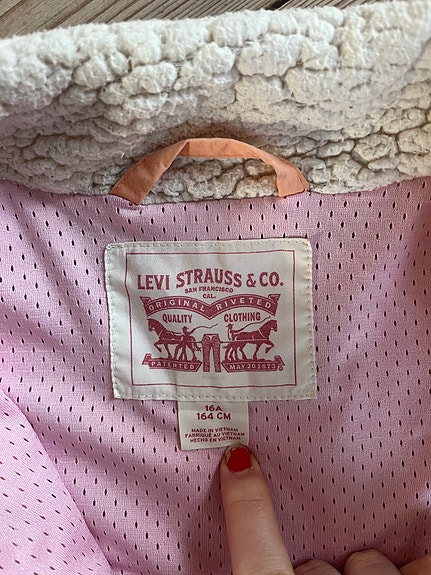 LEVI STRAUSS & CO.
SAN FRANCISCO
CAL.
ORIGINAL RIVETED
QUALITY CLOTHING
PATENTED MAY 20 1873
16A
164 CM
MADE IN VIETNAM
FABRIQUÉ AU VIETNAM
HECHO EN VIETNAM